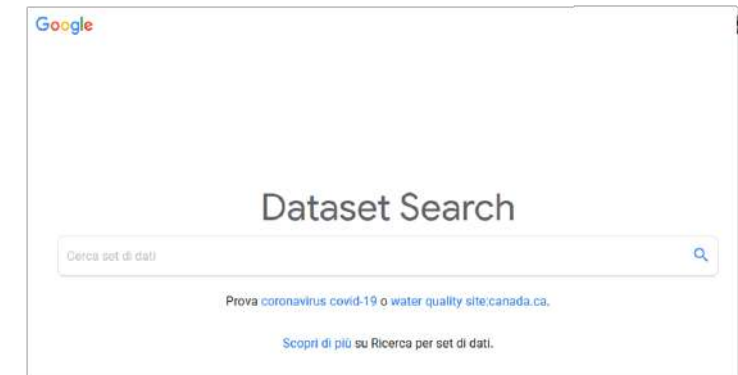 Google
Dataset Search
Cerca set di dati
Prova coronavirus covid-19 o water quality site:canada.ca.
Scopri di più su Ricerca per set di dati.